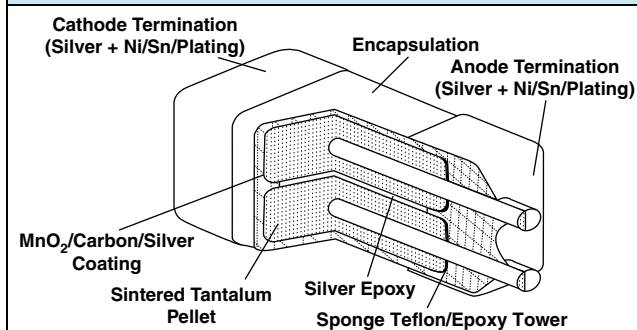 Cathode Termination
(Silver + Ni/Sn/Plating)
Encapsulation
Anode Termination
(Silver + Ni/Sn/Plating)
MnO₂/Carbon/Silver
Coating
Sintered Tantalum
Pellet
Silver Epoxy
Sponge Teflon/Epoxy Tower